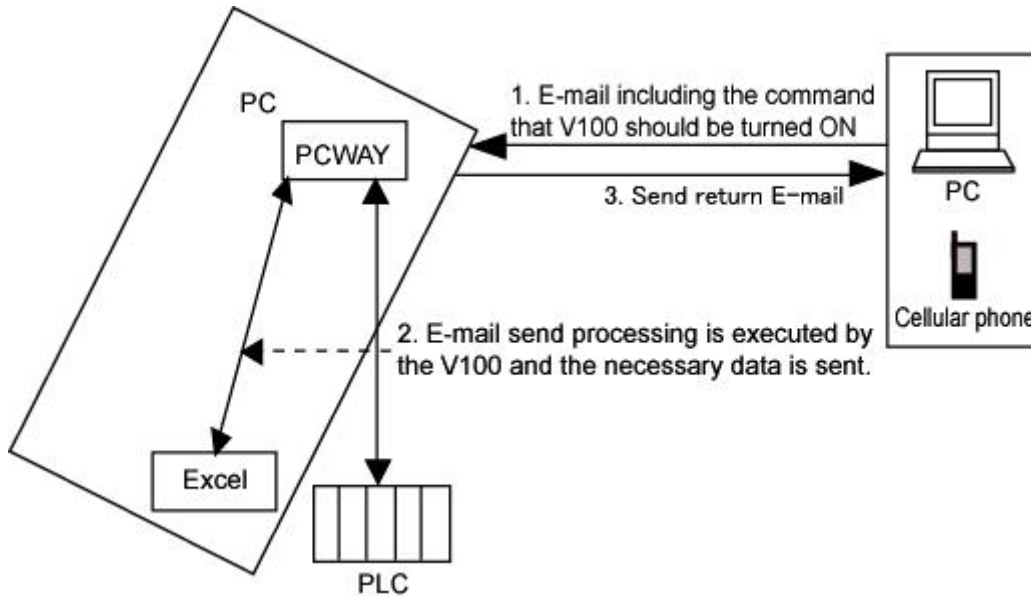 PC
PCWAY
1. E-mail including the command
that V100 should be turned ON
3. Send return E-mail
PC
Cellular phone
2. E-mail send processing is executed by
the V100 and the necessary data is sent.
Excel
PLC